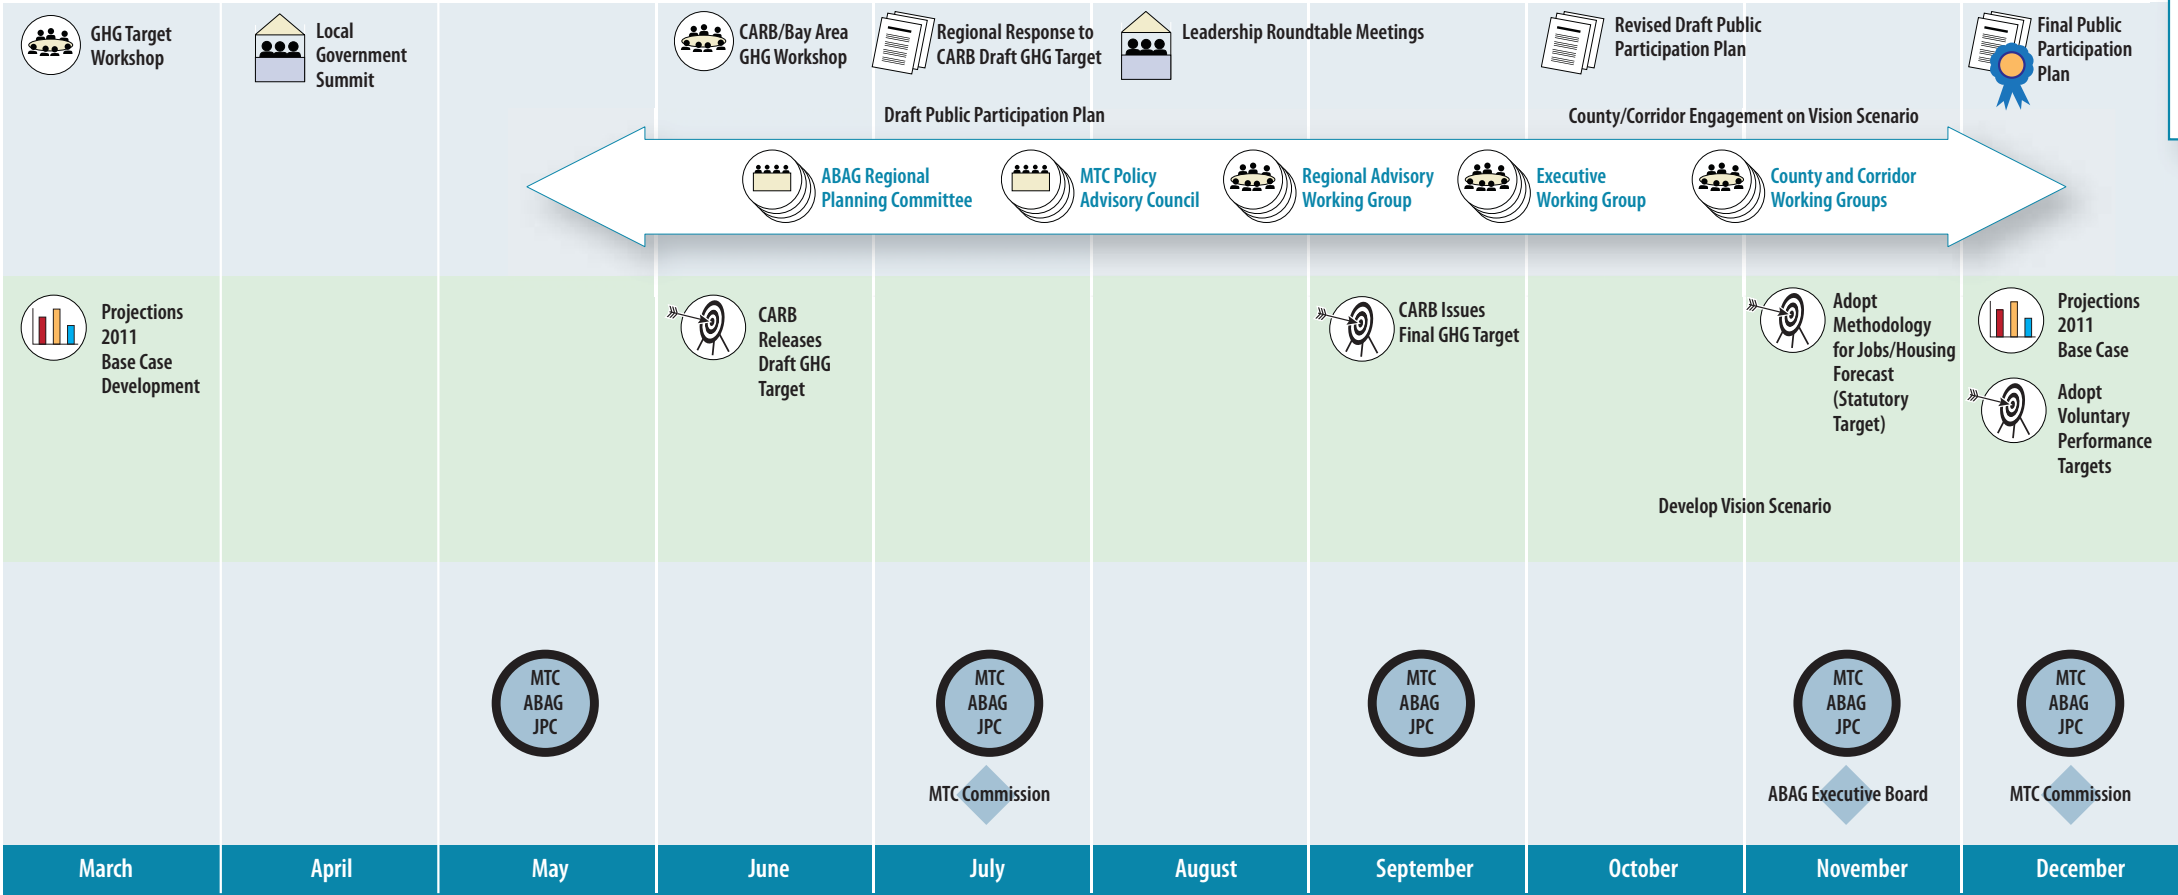 GHG Target
Workshop
Local
Government
Summit
CARB/Bay Area
GHG Workshop
Regional Response to
CARB Draft GHG Target
Leadership Roundtable Meetings
Revised Draft Public
Participation Plan
Final Public
Participation
Plan
Draft Public Participation Plan
County/Corridor Engagement on Vision Scenario
ABAG Regional
Planning Committee
MTC Policy
Advisory Council
Regional Advisory
Working Group
Executive
Working Group
County and Corridor
Working Groups
Projections
2011
Base Case
Development
CARB
Releases
Draft GHG
Target
CARB Issues
Final GHG Target
Adopt
Methodology
for Jobs/Housing
Forecast
(Statutory
Target)
Projections
2011
Base Case
Adopt
Voluntary
Performance
Targets
Develop Vision Scenario
MTC
ABAG
JPC
MTC
ABAG
JPC
MTC
ABAG
JPC
MTC
ABAG
JPC
MTC
ABAG
JPC
MTC Commission
ABAG Executive Board
MTC Commission
March
April
May
June
July
August
September
October
November
December